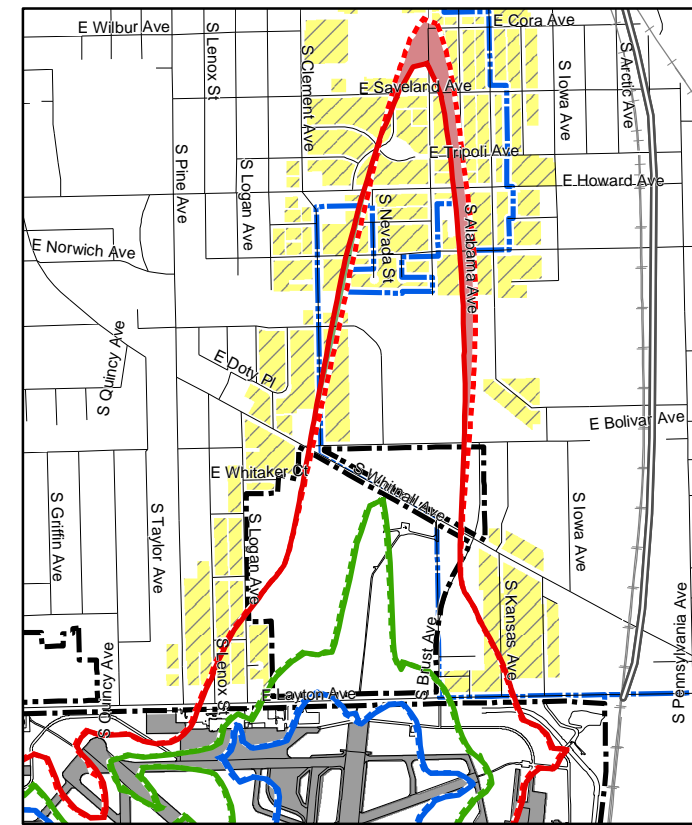 E Wilbur Ave
E Cora Ave
S Lenox St
S Clement Ave
S Iowa Ave
S Arctic Ave
E Saveland Ave
E Tripoli Ave
S Pine Ave
S Logan Ave
E Howard Ave
S Nevada St
S Alabama Ave
E Norwich Ave
S Quincy Ave
E Doty Pl
E Bolivar Ave
E Whitaker Ct
S Whitnall Ave
S Griffin Ave
S Taylor Ave
S Logan Ave
S Iowa Ave
S Kansas Ave
S Pennsylvania Ave
S Brust Ave
S Quincy Ave
S Lenox St
E Layton Ave